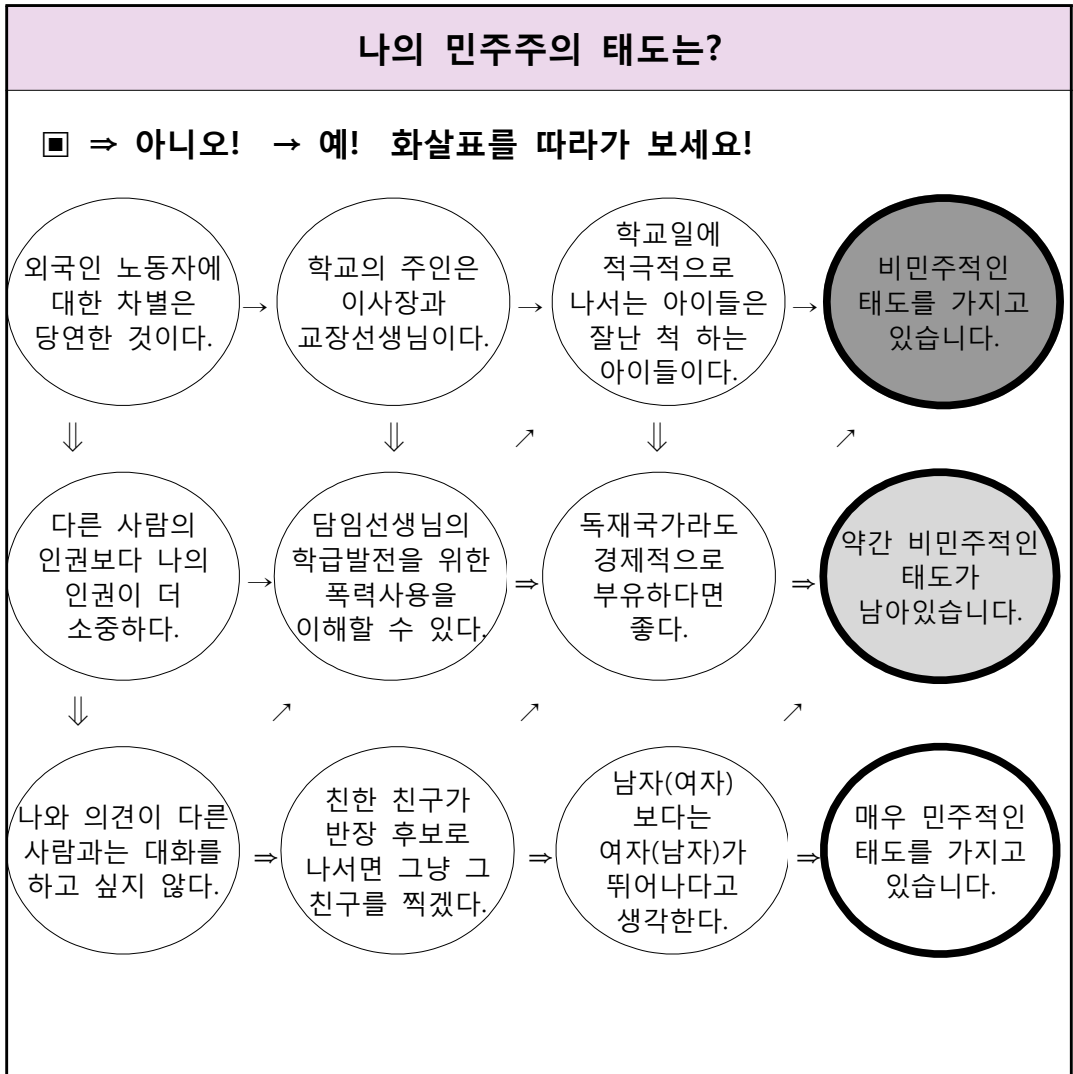 나의 민주주의 태도는?
▣ ⇒ 아니오! → 예! 화살표를 따라가 보세요!
외국인 노동자에
대한 차별은
당연한 것이다.
→
학교의 주인은
이사장과
교장선생님이다.
→
학교일에
적극적으로
나서는 아이들은
잘난 척 하는
아이들이다.
→
비민주적인
태도를 가지고
있습니다.
⇓ ⇓ ↗ ⇓ ↗
다른 사람의
인권보다 나의
인권이 더
소중하다.
→
담임선생님의
학급발전을 위한
폭력사용을
이해할 수 있다.
⇒
독재국가라도
경제적으로
부유하다면
좋다.
⇒
약간 비민주적인
태도가
남아있습니다.
⇓ ↗ ↗ ↗
나와 의견이 다른
사람과는 대화를
하고 싶지 않다.
⇒
친한 친구가
반장 후보로
나서면 그냥 그
친구를 찍겠다.
⇒
남자(여자)
보다는
여자(남자)가
뛰어나다고
생각한다.
⇒
매우 민주적인
태도를 가지고
있습니다.